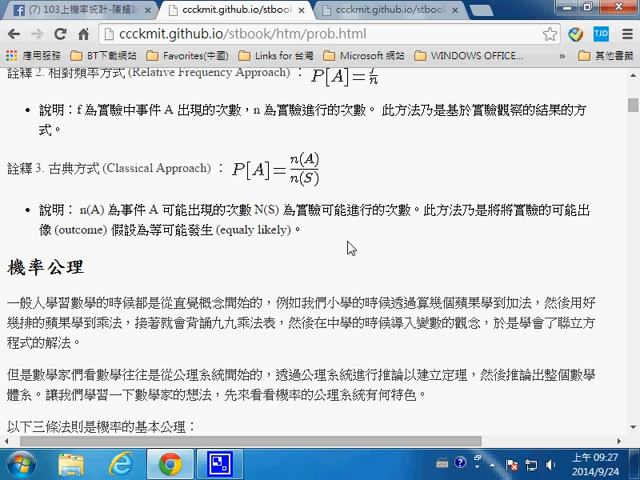 (7) 103上機率統計-陳鍾誠
ccckmit.github.io/stbook
ccckmit.github.io/stbook
ccckmit.github.io/stbook/htm/prob.html
應用服務 BT下載網站 Favorites(中國) Links for 台灣 Microsoft 網站 WINDOWS OFFICE... » 其他書籤
詮釋 2. 相對頻率方式 (Relative Frequency Approach) : P[A]=f/n
• 說明：f 為實驗中事件 A 出現的次數，n 為實驗進行的次數。 此方法乃是基於實驗觀察的結果的方
式。
詮釋 3. 古典方式 (Classical Approach) : P[A]=n(A)/n(S)
• 說明： n(A) 為事件 A 可能出現的次數 N(S) 為實驗可能進行的次數。此方法乃是將將實驗的可能出
像 (outcome) 假設為等可能發生 (equaly likely)。
機率公理
一般人學習數學的時候都是從直覺概念開始的，例如我們小學的時候透過算幾個蘋果學到加法，然後用好
幾排的蘋果學到乘法，接著就會背誦九九乘法表，然後在中學的時候導入變數的觀念，於是學會了聯立方
程式的解法。
但是數學家們看數學往往是從公理系統開始的，透過公理系統進行推論以建立定理，然後推論出整個數學
體系。讓我們學習一下數學家的想法，先來看看機率的公理系統有何特色。
以下三條法則是機率的基本公理：
上午 09:27
2014/9/24